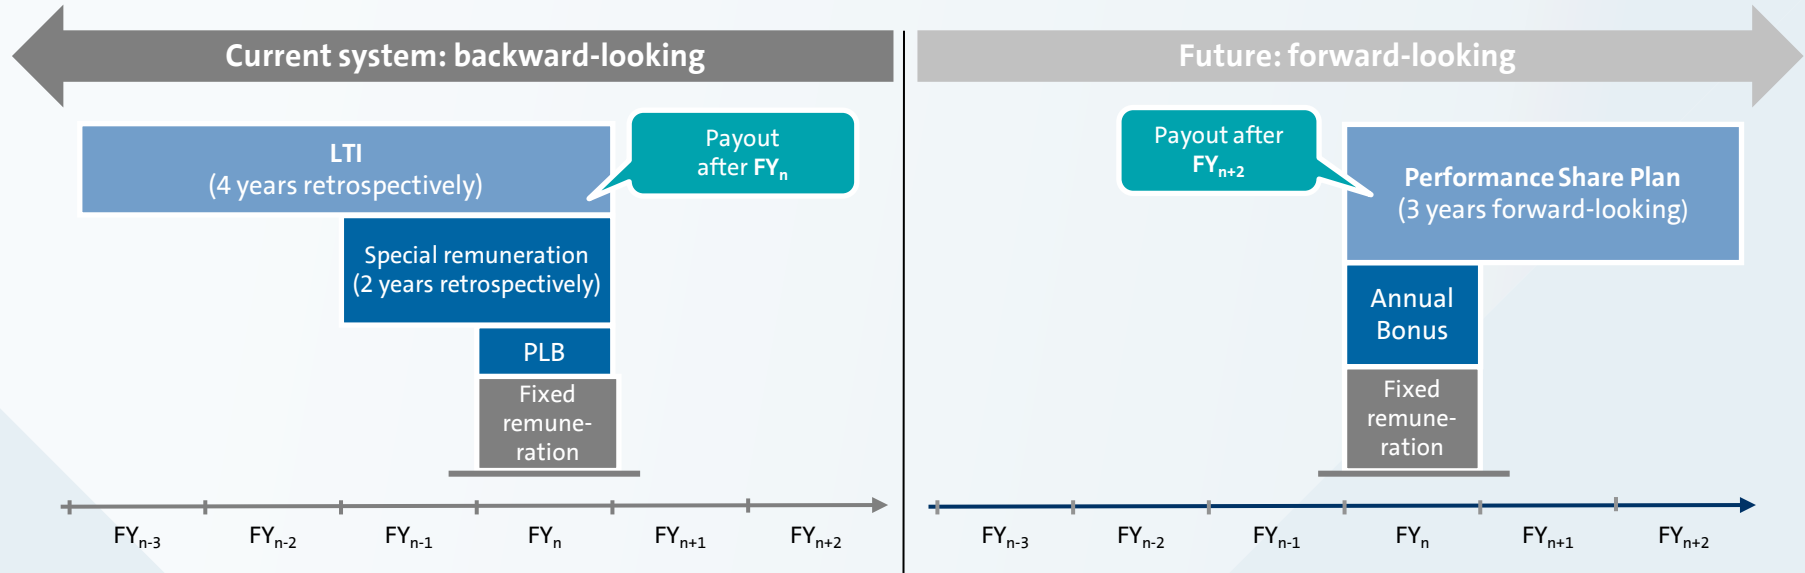 Current system: backward-looking
LTI
(4 years retrospectively)
Payout
after FYn
Special remuneration
(2 years retrospectively)
PLB
Fixed
remune-
ration
FYn-3 FYn-2 FYn-1 FYn FYn+1 FYn+2
Future: forward-looking
Payout after
FYn+2
Performance Share Plan
(3 years forward-looking)
Annual
Bonus
Fixed
remune-
ration
FYn-3 FYn-2 FYn-1 FYn FYn+1 FYn+2